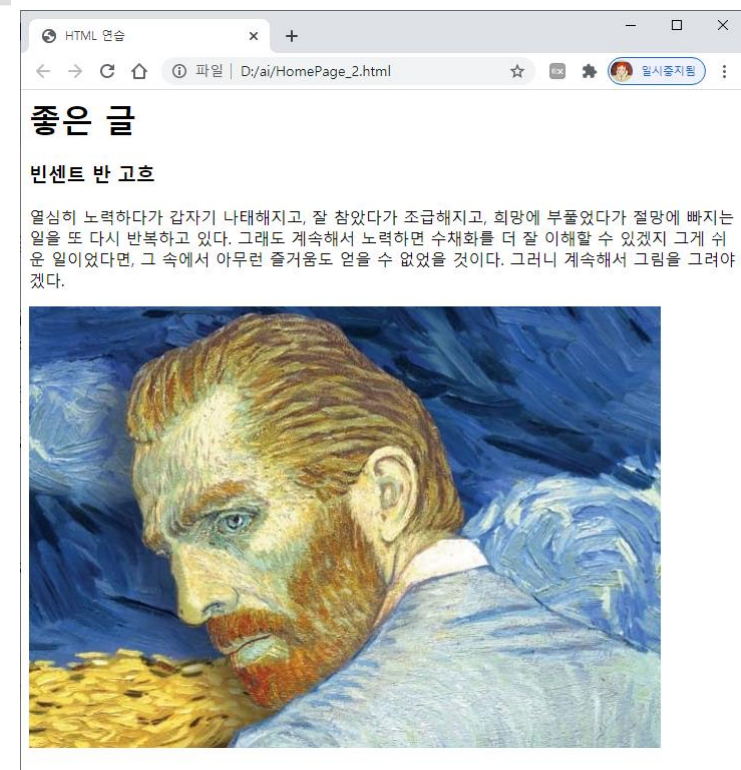 HTML 연습
파일 | D:/ai/HomePage_2.html
일시중지됨
좋은 글
빈센트 반 고흐
열심히 노력하다가 갑자기 나태해지고, 잘 참았다가 조급해지고, 희망에 부풀었다가 절망에 빠지는
일을 또 다시 반복하고 있다. 그래도 계속해서 노력하면 수채화를 더 잘 이해할 수 있겠지 그게 쉬
운 일이었다면, 그 속에서 아무런 즐거움도 얻을 수 없었을 것이다. 그러니 계속해서 그림을 그려야
겠다.